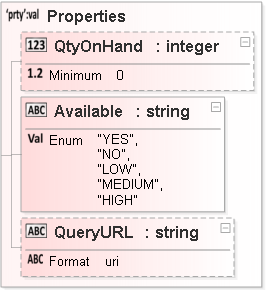 'prty':val Properties
123 QtyOnHand : integer
1.2 Minimum 0
ABC Available : string
Val Enum "YES",
"NO",
"LOW",
"MEDIUM",
"HIGH"
ABC QueryURL : string
ABC Format uri